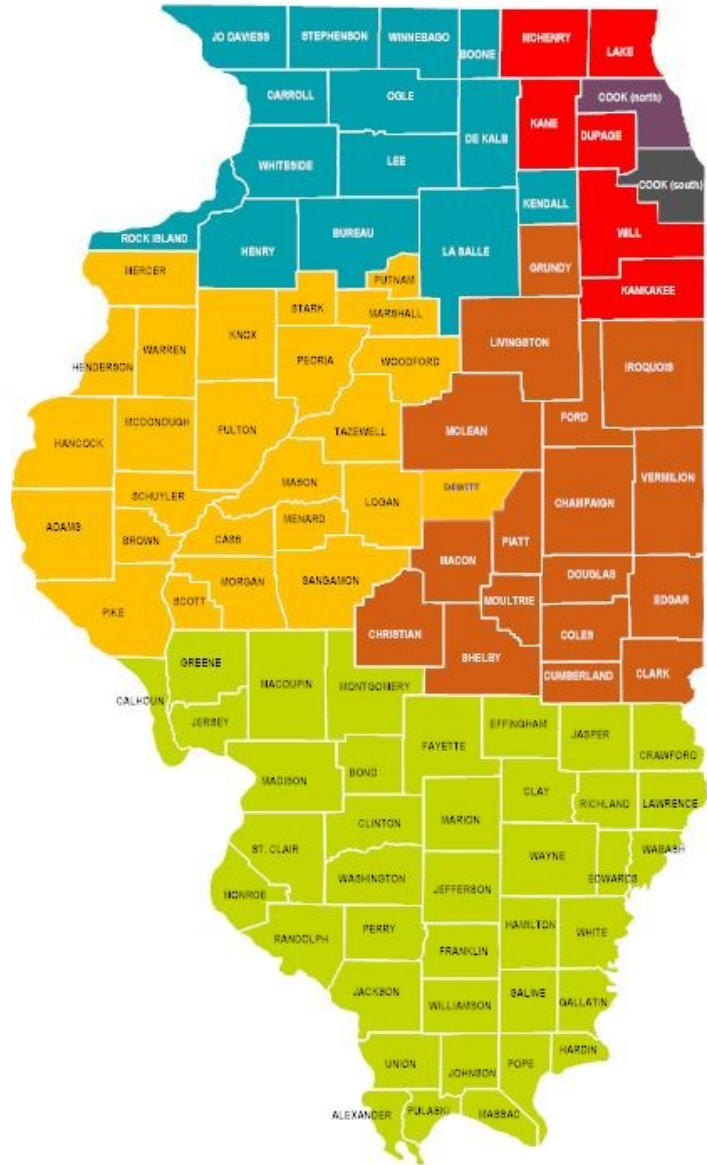 JO DAVIESS
STEPHENSON
WINNEBAGO
BOONE
MCHENRY
LAKE
CARROLL
OGLE
DE KALB
KANE
COOK (north)
DUPAGE
WHITESIDE
LEE
COOK (south)
KENDALL
ROCK ISLAND
HENRY
BUREAU
LA SALLE
WILL
GRUNDY
MERCER
PUTNAM
KANKAKEE
STARK
MARSHALL
KNOX
HENDERSON
WARREN
PEORIA
WOODFORD
LIVINGSTON
IROQUOIS
FORD
HANCOCK
MCDONOUGH
FULTON
TAZEWELL
MCLEAN
MASON
VERMILION
SCHUYLER
LOGAN
DEWITT
CHAMPAIGN
ADAMS
BROWN
CASS
MENARD
PIATT
MACON
SANGAMON
DOUGLAS
PIKE
SCOTT
MORGAN
MOULTRIE
EDGAR
CHRISTIAN
COLES
SHELBY
GREENE
CUMBERLAND
CLARK
CALHOUN
MACOUPIN
MONTGOMERY
JERSEY
FAYETTE
EFFINGHAM
JASPER
CRAWFORD
MADISON
BOND
CLAY
RICHLAND
LAWRENCE
CLINTON
MARION
ST. CLAIR
WAYNE
WABASH
EDWARDS
WASHINGTON
JEFFERSON
MONROE
RANDOLPH
PERRY
HAMILTON
WHITE
FRANKLIN
JACKSON
WILLIAMSON
SALINE
GALLATIN
UNION
JOHNSON
POPE
HARDIN
ALEXANDER
PULASKI
MASSAC